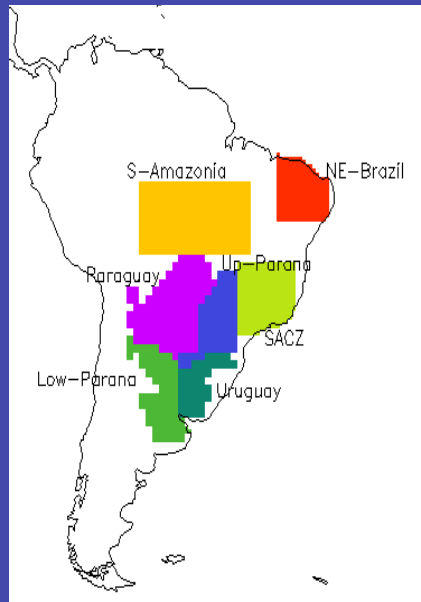 S-Amazonia
NE-Brazil
Up-Parana
Paraguay
SACZ
Low-Parana
Uruguay